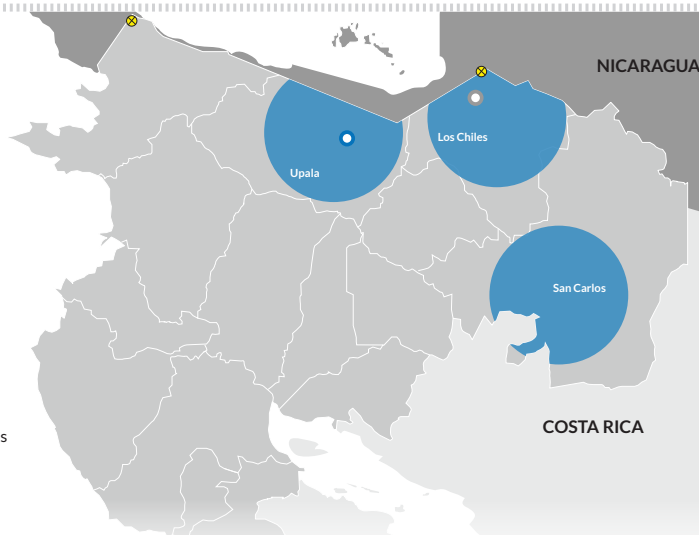 NICARAGUA
Los Chiles
Upala
San Carlos
COSTA RICA
s